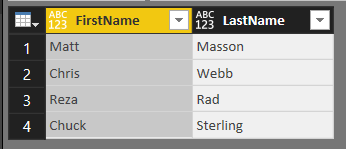 ABC 123 FirstName ABC 123 LastName
1 Matt Masson
2 Chris Webb
3 Reza Rad
4 Chuck Sterling